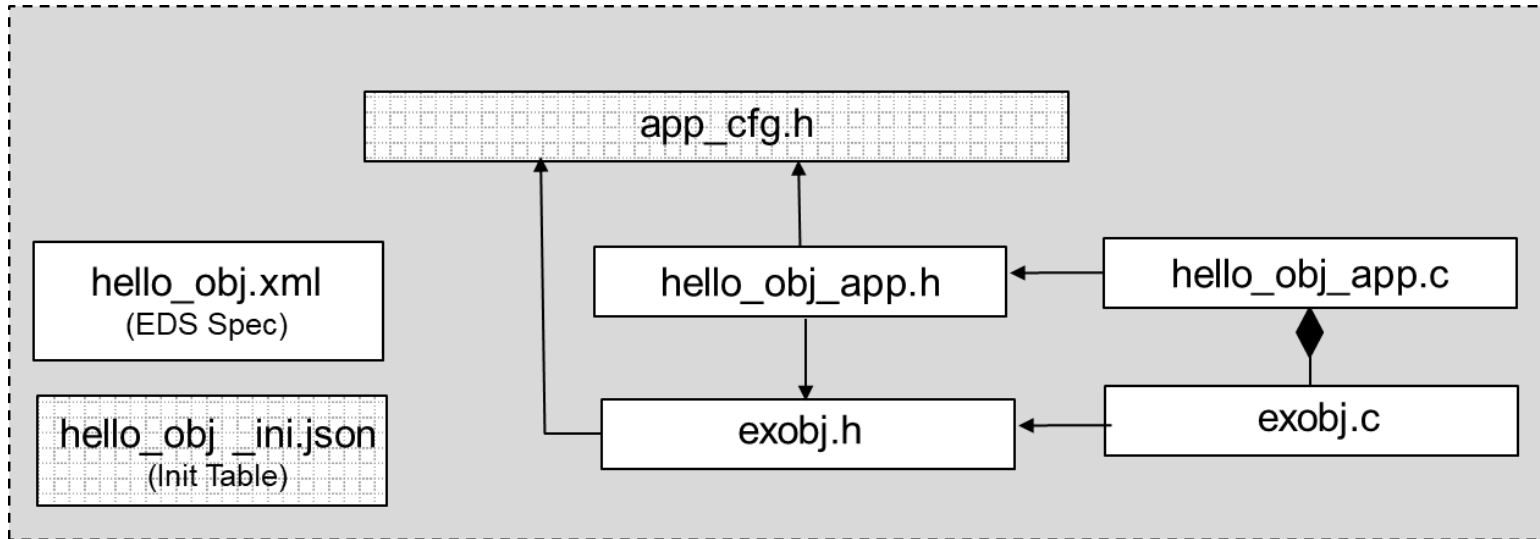 app_cfg.h
hello_obj.xml
(EDS Spec)
hello_obj_app.h
hello_obj_app.c
hello_obj _ini.json
(Init Table)
exobj.h
exobj.c